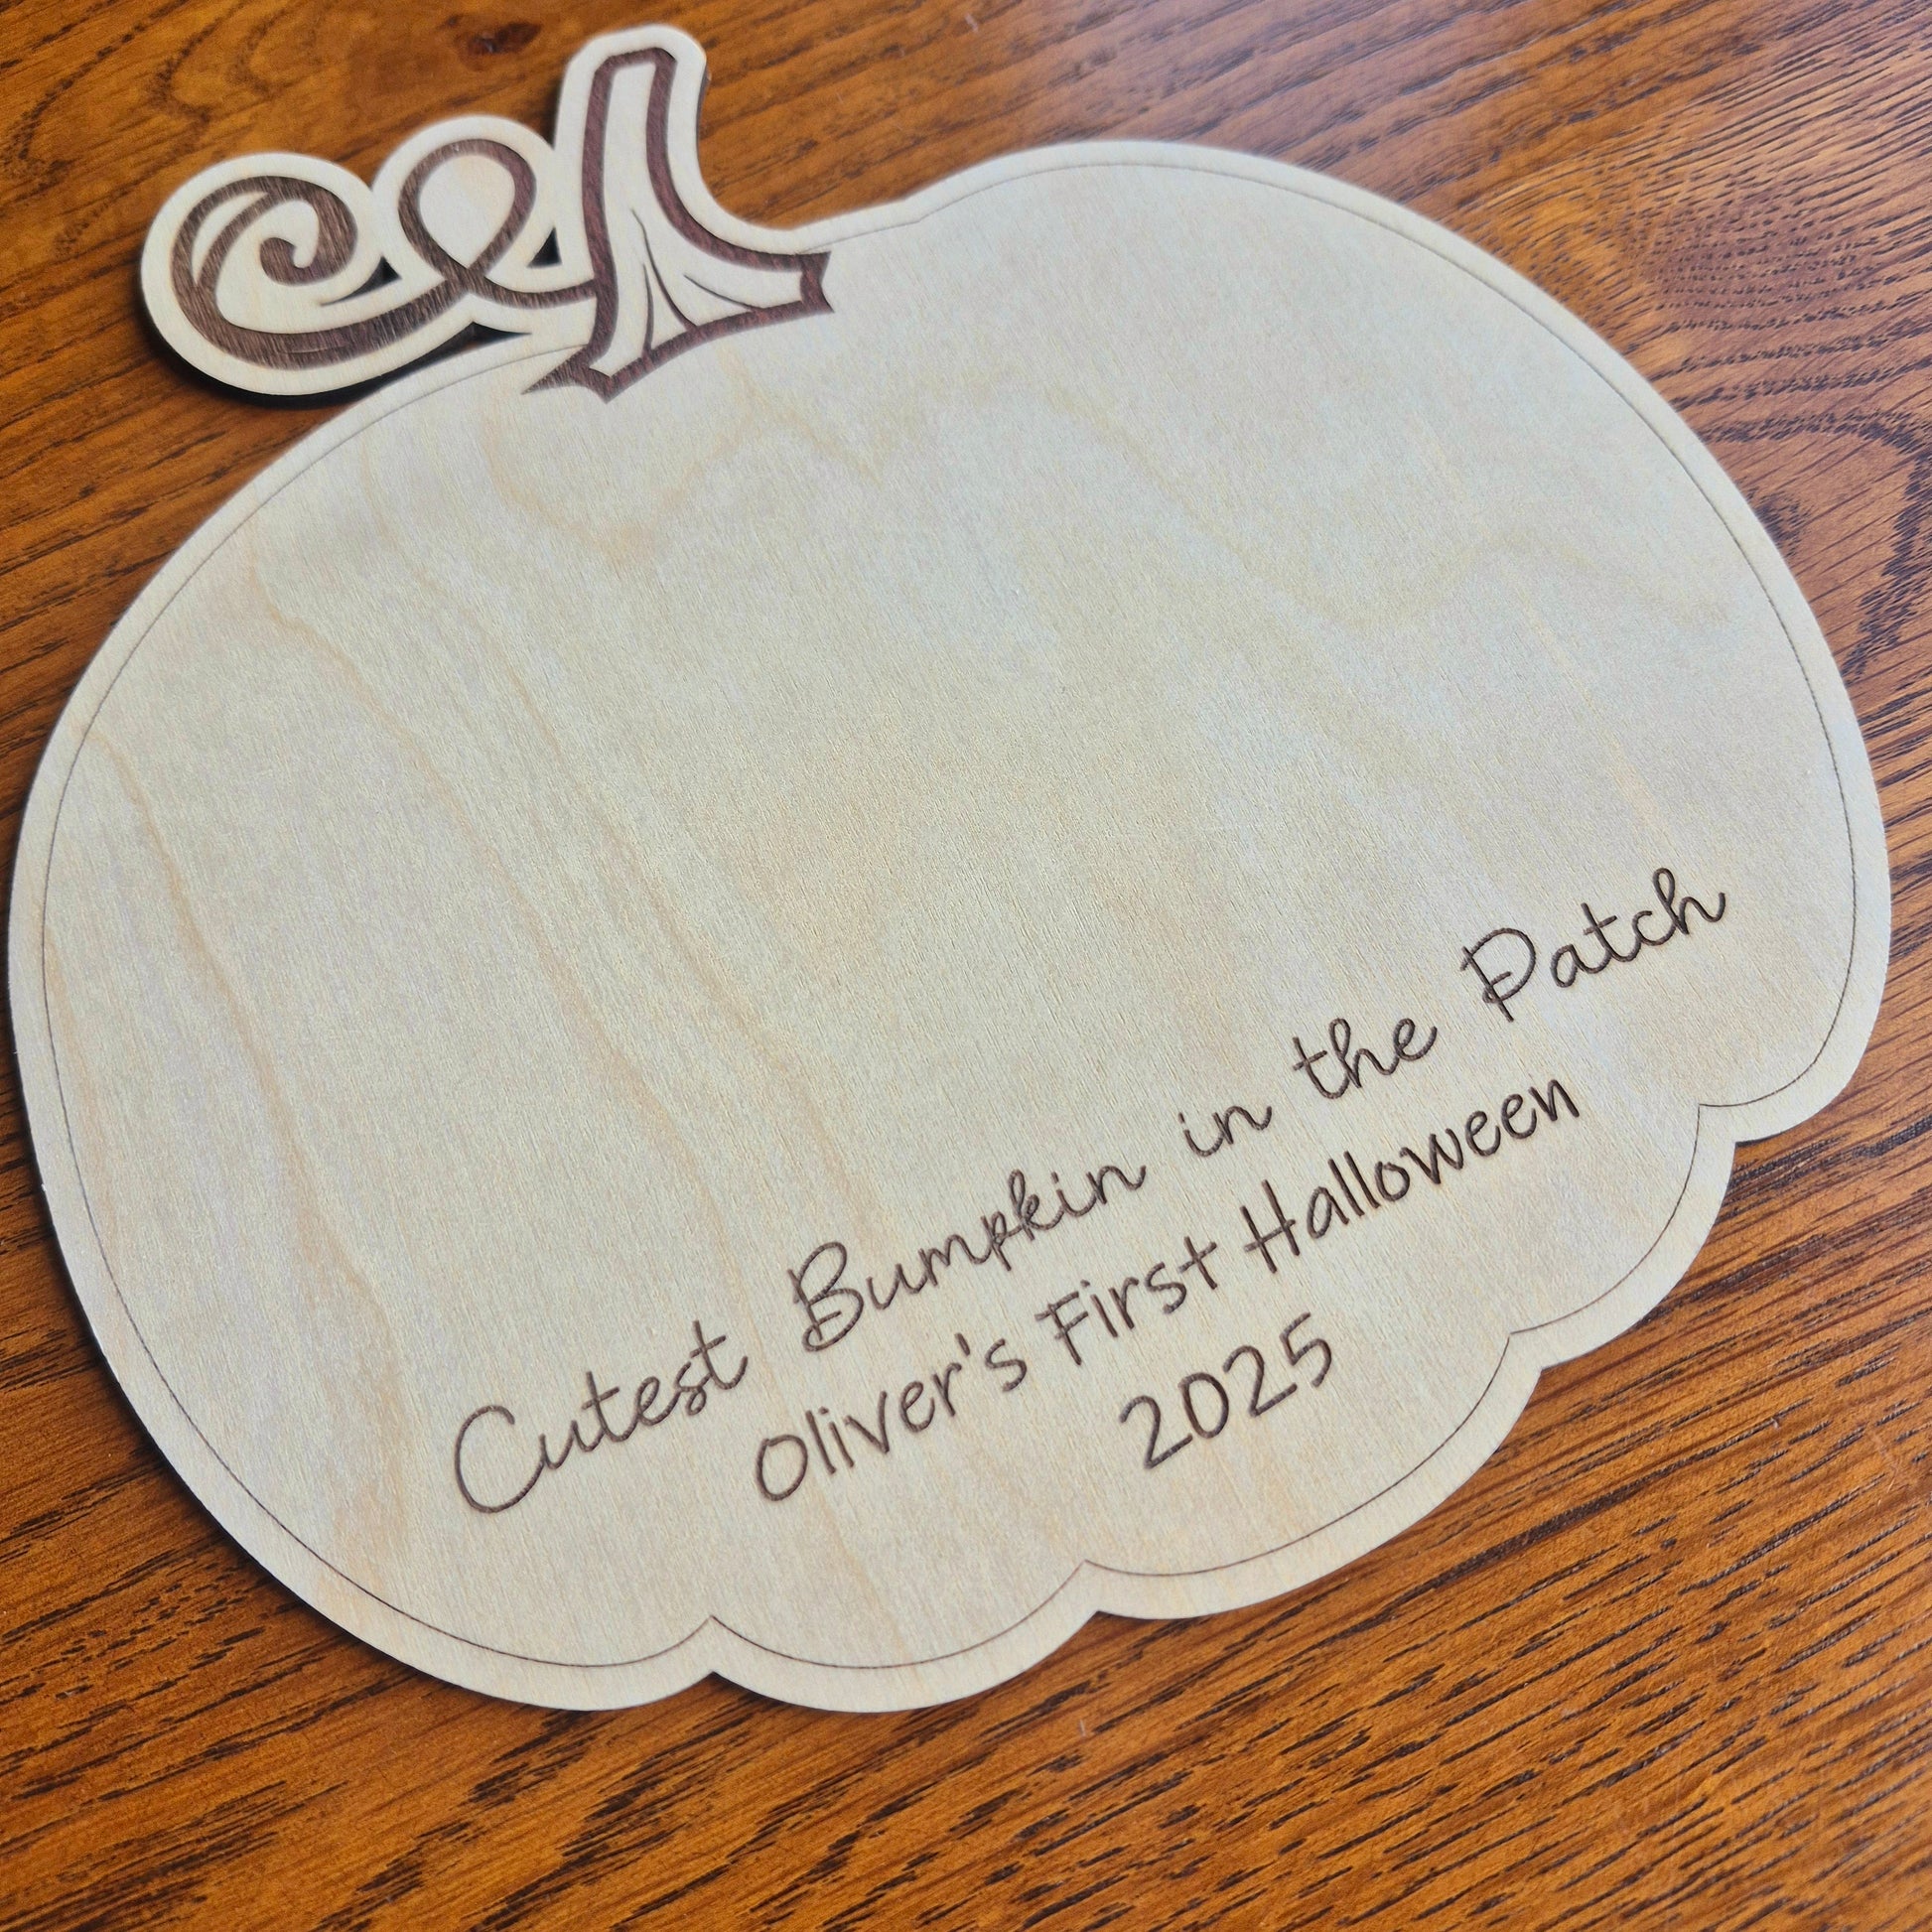 Cutest Bumpkin in the Patch
Oliver's First Halloween
2025